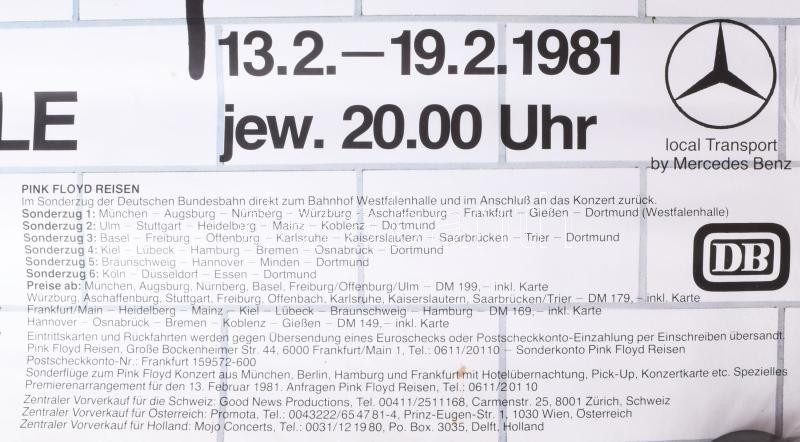 13.2.–19.2.1981
LE
jew. 20.00 Uhr
local Transport
by Mercedes Benz
PINK FLOYD REISEN
Im Sonderzug der Deutschen Bundesbahn direkt zum Bahnhof Westfalenhalle und im Anschluß an das Konzert zurück.
Sonderzug 1: München – Augsburg – Nürnberg – Würzburg – Aschaffenburg – Frankfurt – Gießen – Dortmund (Westfalenhalle)
Sonderzug 2: Ulm – Stuttgart – Heidelberg – Mainz – Koblenz – Dortmund
Sonderzug 3: Basel – Freiburg – Offenburg – Karlsruhe – Kaiserslautern – Saarbrücken – Trier – Dortmund
Sonderzug 4: Kiel – Lübeck – Hamburg – Bremen – Osnabrück – Dortmund
Sonderzug 5: Braunschweig – Hannover – Minden – Dortmund
Sonderzug 6: Köln – Düsseldorf – Essen – Dortmund
DB
Preise ab: München, Augsburg, Nurnberg, Basel, Freiburg/Offenburg/Ulm – DM 199,– inkl. Karte
Würzburg, Aschaffenburg, Stuttgart, Freiburg, Offenbach, Karlsruhe, Kaiserslautern, Saarbrücken/Trier – DM 179,– inkl. Karte
Frankfurt/Main – Heidelberg – Mainz – Kiel – Lübeck – Braunschweig – Hamburg – DM 169,– inkl. Karte
Hannover – Osnabrück – Bremen – Koblenz – Gießen – DM 149,– inkl. Karte
Eintrittskarten und Rückfahrten werden gegen Übersendung eines Euroschecks oder Postscheckkonto-Einzahlung per Einschreiben übersandt.
Pink Floyd Reisen, Große Bockenheimer Str. 44, 6000 Frankfurt/Main 1, Tel.: 0611/20110 – Sonderkonto Pink Floyd Reisen
Postscheckkonto-Nr.: Frankfurt 159572-600
Sonderflüge zum Pink Floyd Konzert aus München, Berlin, Hamburg und Frankfurt mit Hotelübernachtung, Pick-Up, Konzertkarte etc. Spezielles
Premierenarrangement für den 13. Februar 1981. Anfragen Pink Floyd Reisen, Tel.: 0611/20110
Zentraler Vorverkauf für die Schweiz: Good News Productions, Tel. 00411/2511168, Carmenstr. 25, 8001 Zürich, Schweiz
Zentraler Vorverkauf für Österreich: Promota, Tel.: 0043222/654781-4, Prinz-Eugen-Str. 1, 1030 Wien, Österreich
Zentraler Vorverkauf für Holland: Mojo Concerts, Tel.: 0031/121980, Po. Box. 3035, Delft, Holland